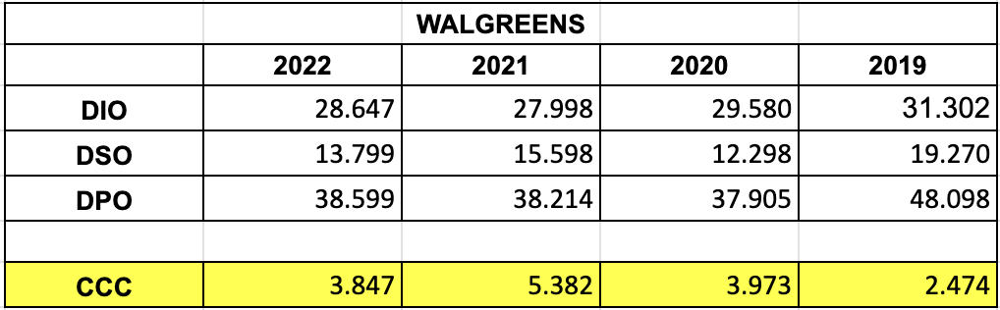 WALGREENS
2022 2021 2020 2019
DIO 28.647 27.998 29.580 31.302
DSO 13.799 15.598 12.298 19.270
DPO 38.599 38.214 37.905 48.098
CCC 3.847 5.382 3.973 2.474